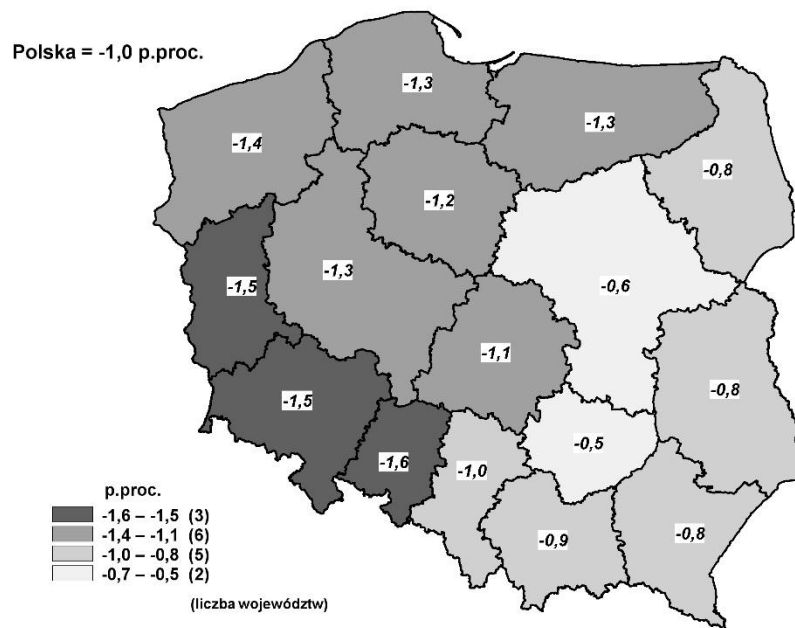 Polska = -1,0 p.proc.
-1,3
-1,3
-1,4
-0,8
-1,2
-1,3
-1,5
-0,6
-1,1
-0,8
-1,5
-0,5
-1,6
-1,0
-0,9
-0,8
p.proc.
-1,6 – -1,5 (3)
-1,4 – -1,1 (6)
-1,0 – -0,8 (5)
-0,7 – -0,5 (2)
(liczba województw)